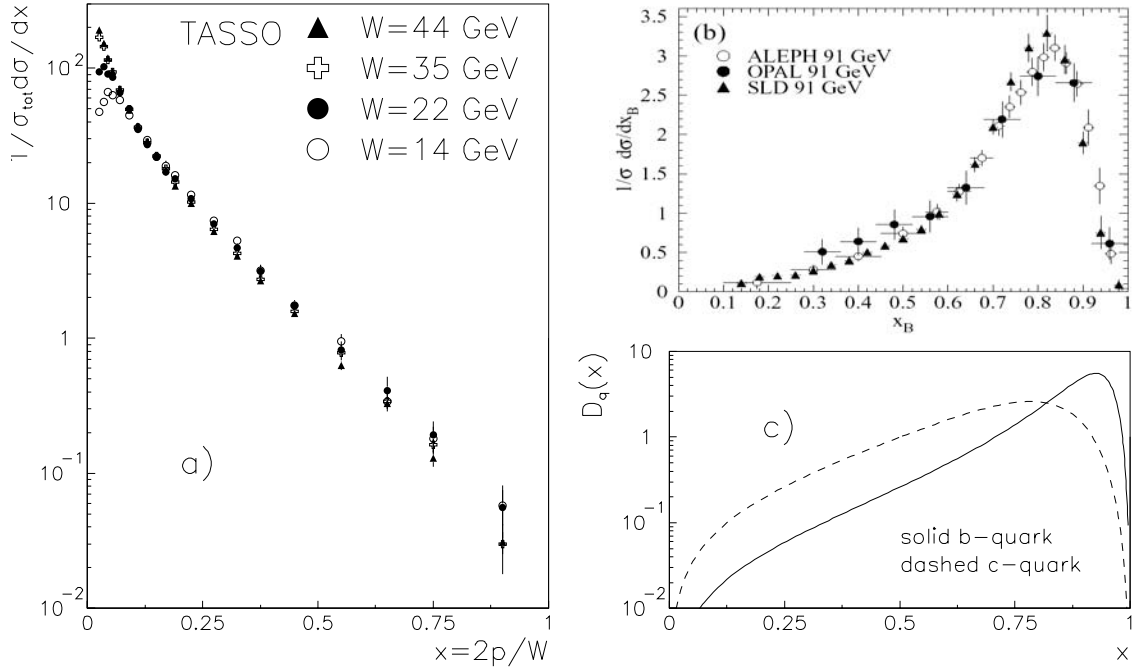 1/σ_tot dσ/dx
TASSO
W=44 GeV
W=35 GeV
W=22 GeV
W=14 GeV
10²
10
1
10⁻¹
10⁻²
a)
0 0.25 0.5 0.75 1
x=2p/W
1/σ dσ/dx_B
(b)
ALEPH 91 GeV
OPAL 91 GeV
SLD 91 GeV
3.5
3
2.5
2
1.5
1
0.5
0
0 0.1 0.2 0.3 0.4 0.5 0.6 0.7 0.8 0.9 1
x_B
D_q(x)
10
1
10⁻¹
10⁻²
c)
solid b-quark
dashed c-quark
0 0.25 0.5 0.75 1
x